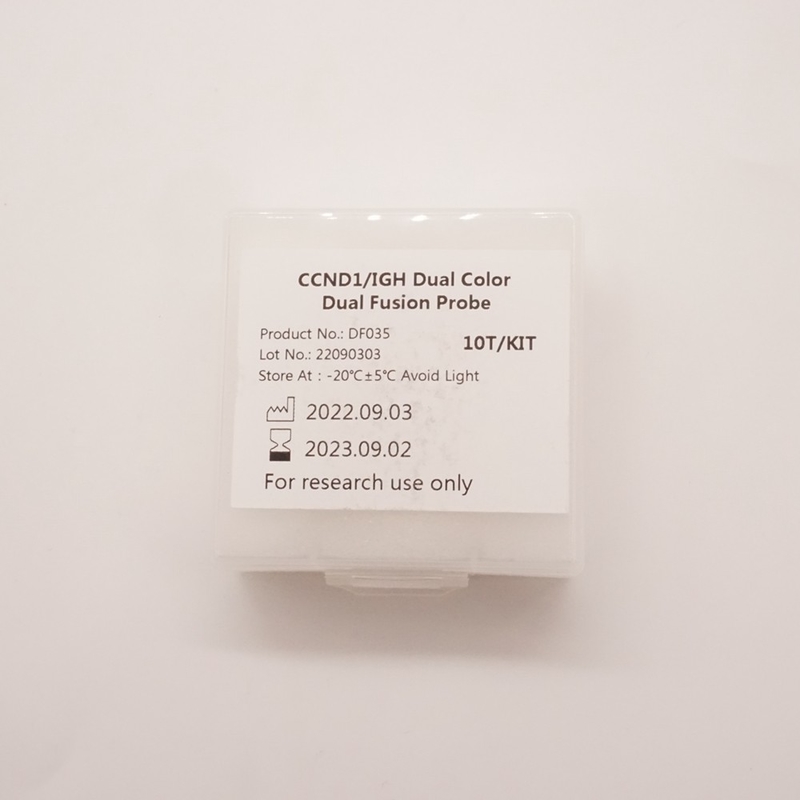 CCND1/IGH Dual Color
Dual Fusion Probe
Product No.: DF035
10T/KIT
Lot No.: 22090303
Store At : -20℃±5℃ Avoid Light
2022.09.03
2023.09.02
For research use only